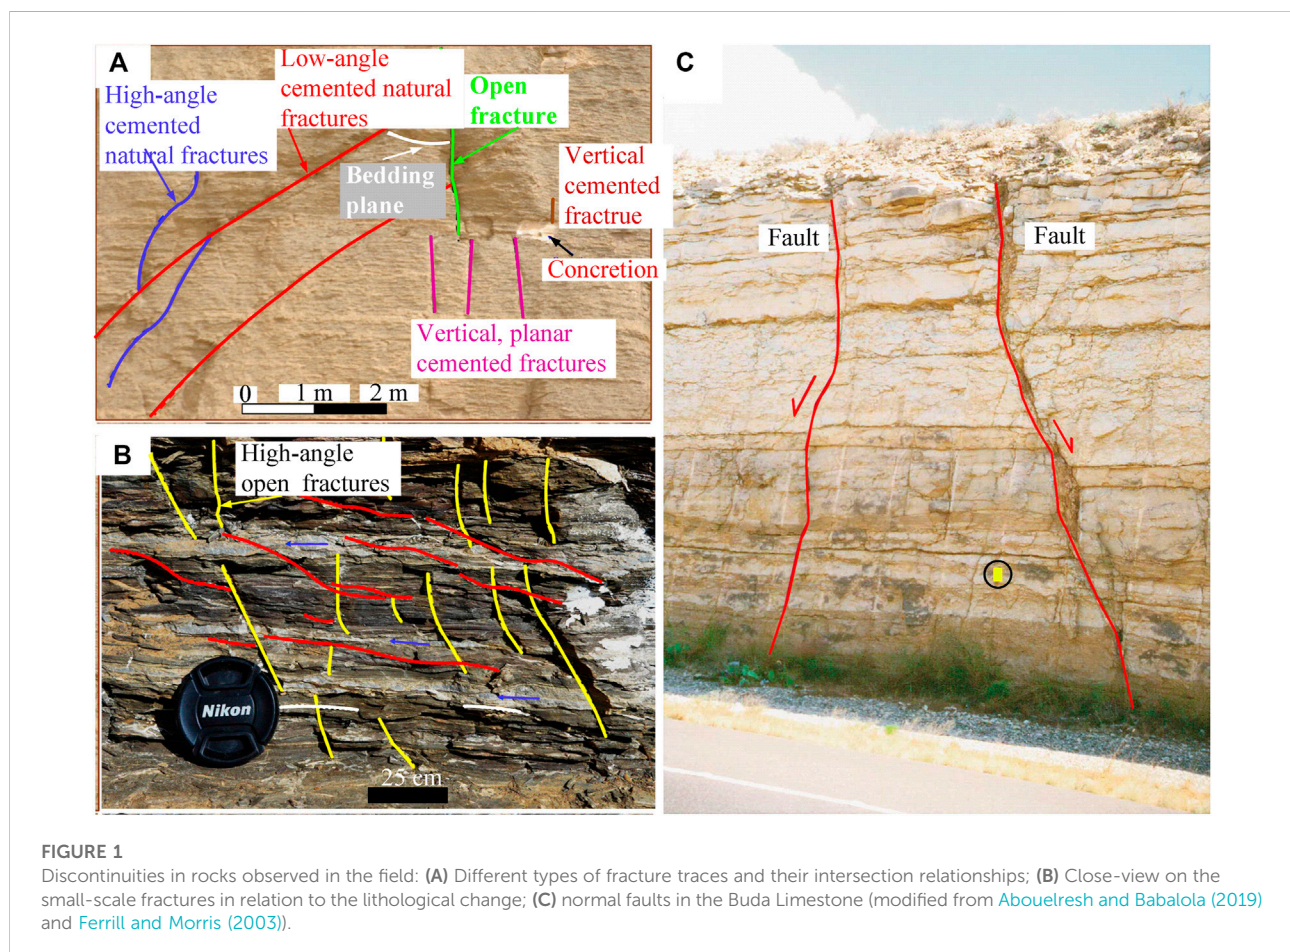 A
Low-angle
cemented natural
fractures
High-angle
cemented
natural fractures
Open
fracture
Bedding
plane
Vertical
cemented
fractrue
Concretion
Vertical, planar
cemented fractures
0 1 m 2 m
B
High-angle
open fractures
Nikon
25 cm
C
Fault
Fault
FIGURE 1
Discontinuities in rocks observed in the field: (A) Different types of fracture traces and their intersection relationships; (B) Close-view on the
small-scale fractures in relation to the lithological change; (C) normal faults in the Buda Limestone (modified from Abouelresh and Babalola (2019)
and Ferrill and Morris (2003)).